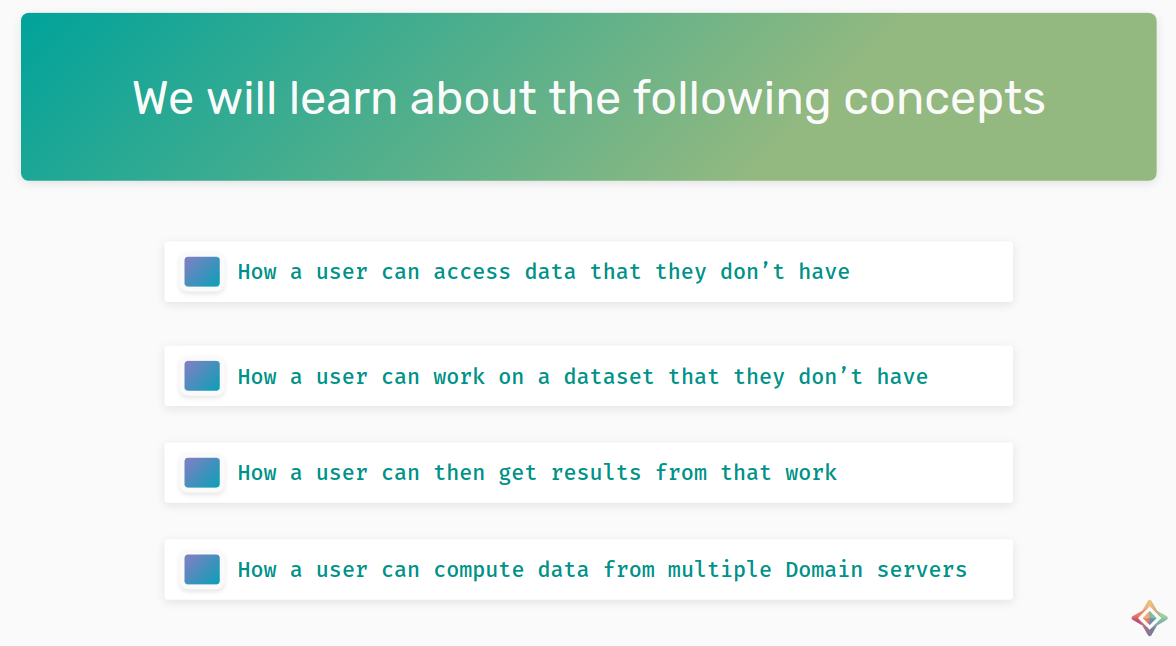 We will learn about the following concepts
How a user can access data that they don’t have
How a user can work on a dataset that they don’t have
How a user can then get results from that work
How a user can compute data from multiple Domain servers